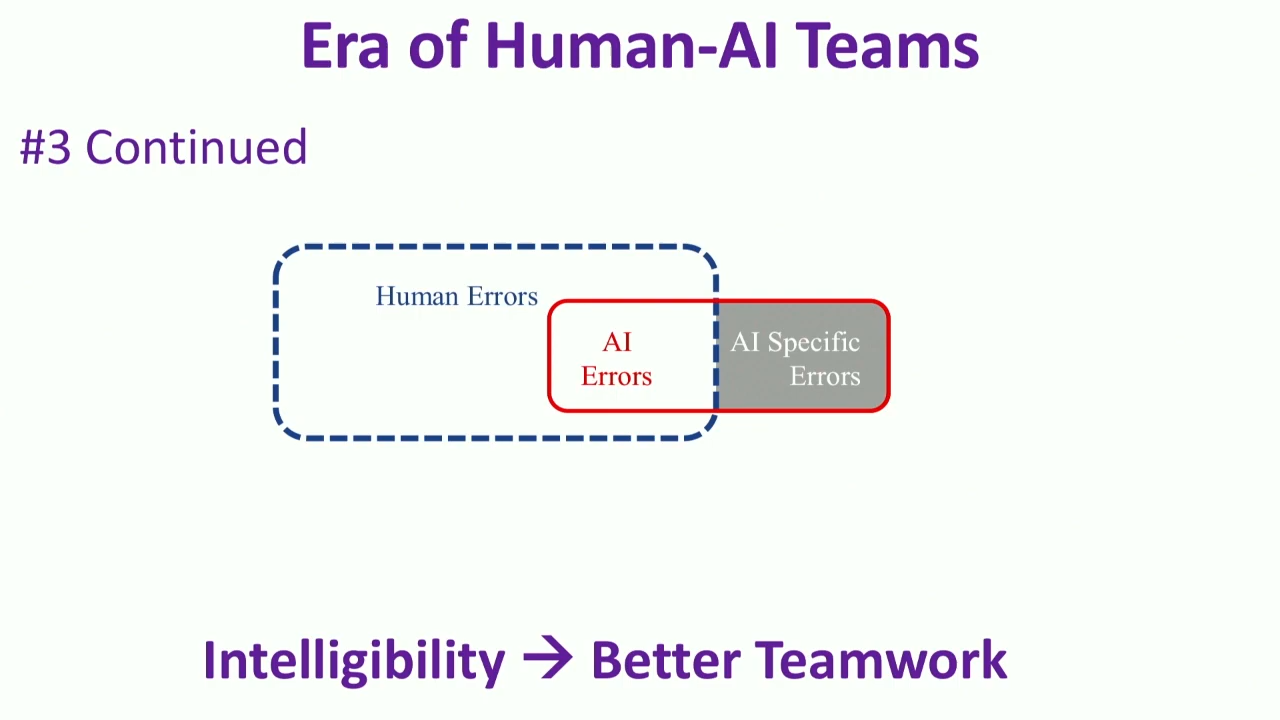 Era of Human-AI Teams
#3 Continued
Human Errors
AI
Errors
AI Specific
Errors
Intelligibility → Better Teamwork